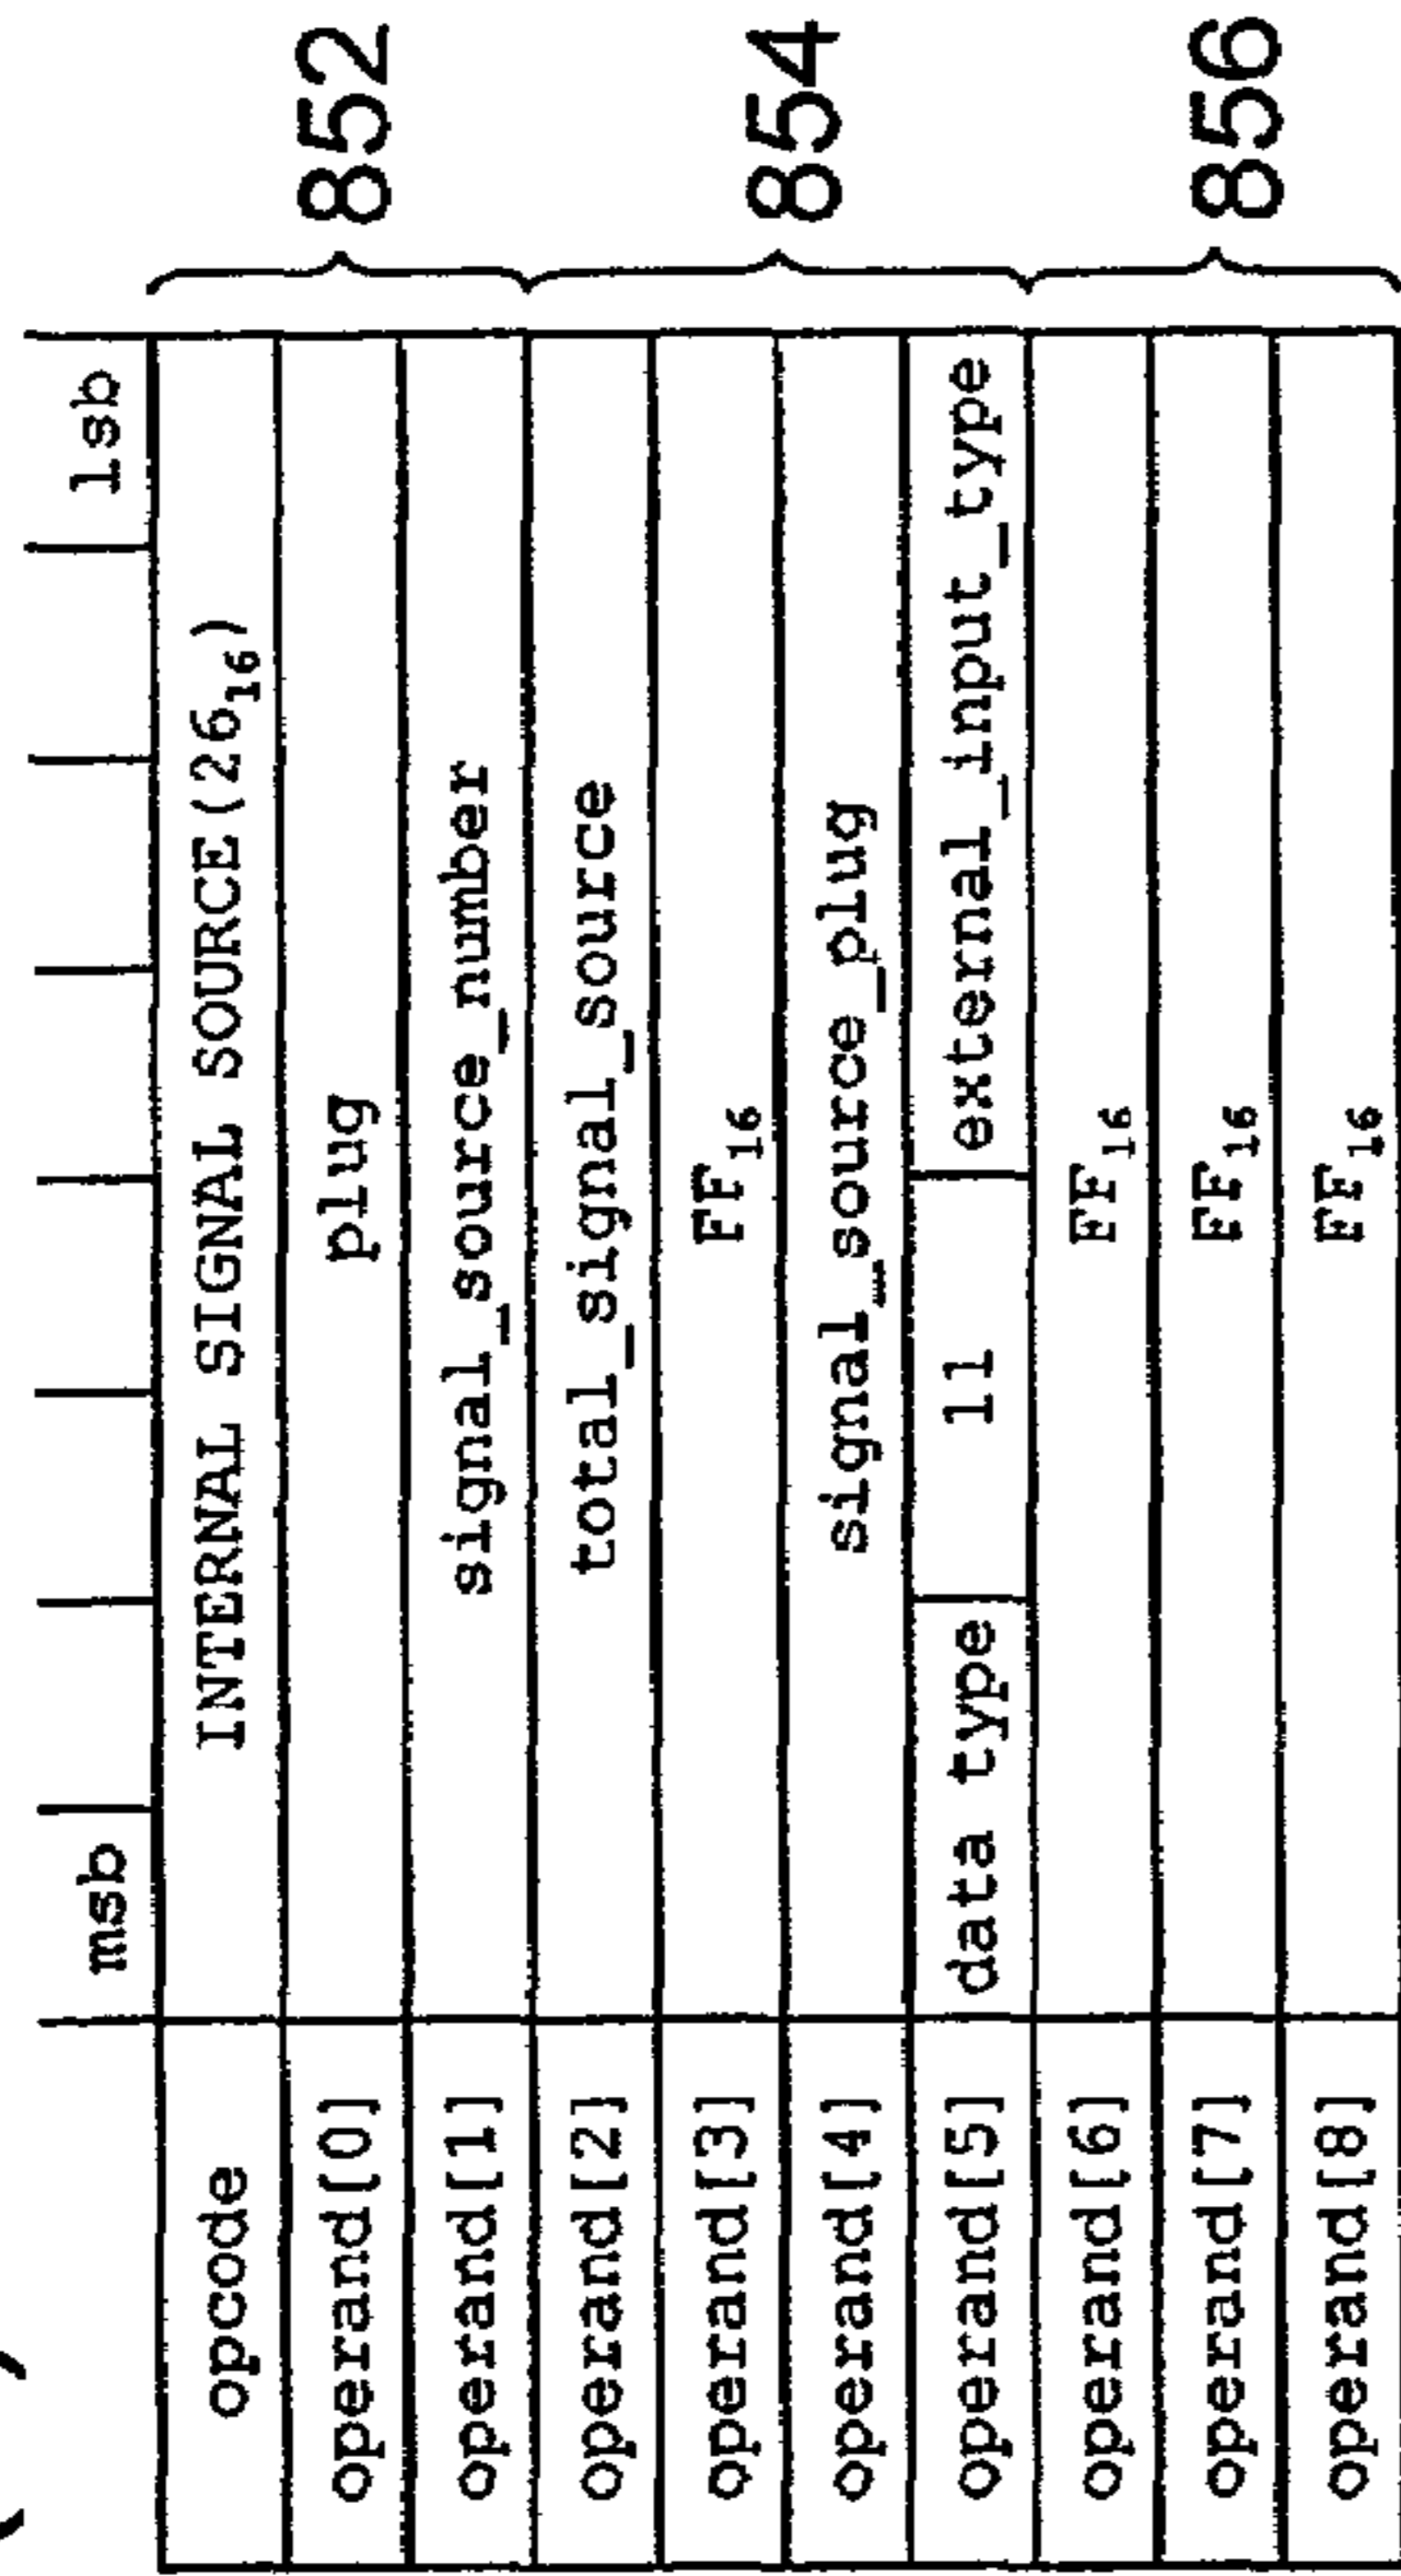 msb lsb
opcode INTERNAL SIGNAL SOURCE(26₁₆)
operand[0] plug
operand[1] signal_source_number
852
operand[2] total_signal_source
operand[3] FF₁₆
operand[4] signal_source_plug
operand[5] data type 11 external_input_type
854
operand[6] FF₁₆
operand[7] FF₁₆
operand[8] FF₁₆
856